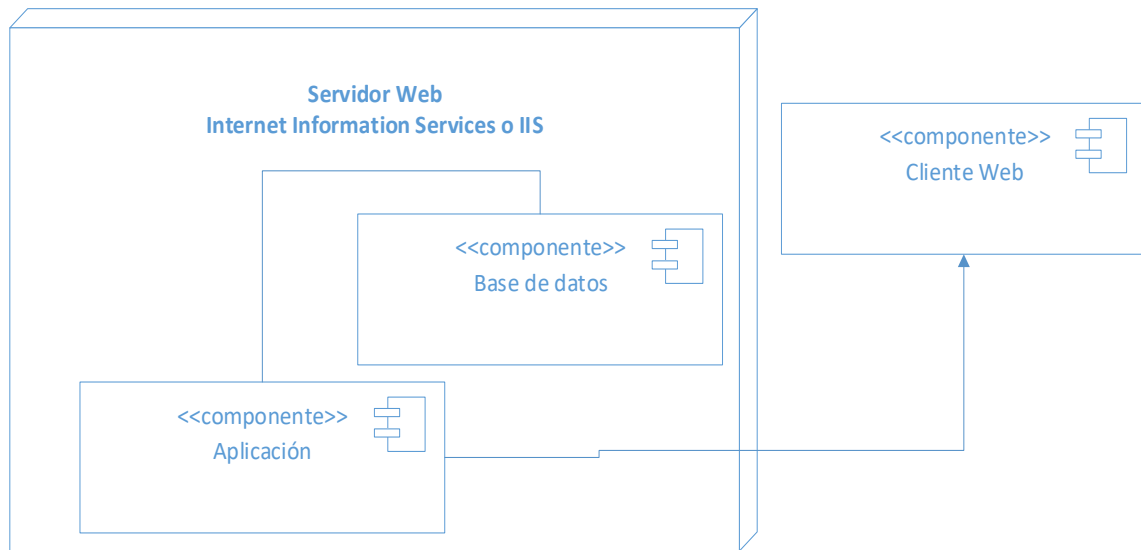 Servidor Web
Internet Information Services o IIS
<<componente>>
Cliente Web
<<componente>>
Base de datos
<<componente>>
Aplicación